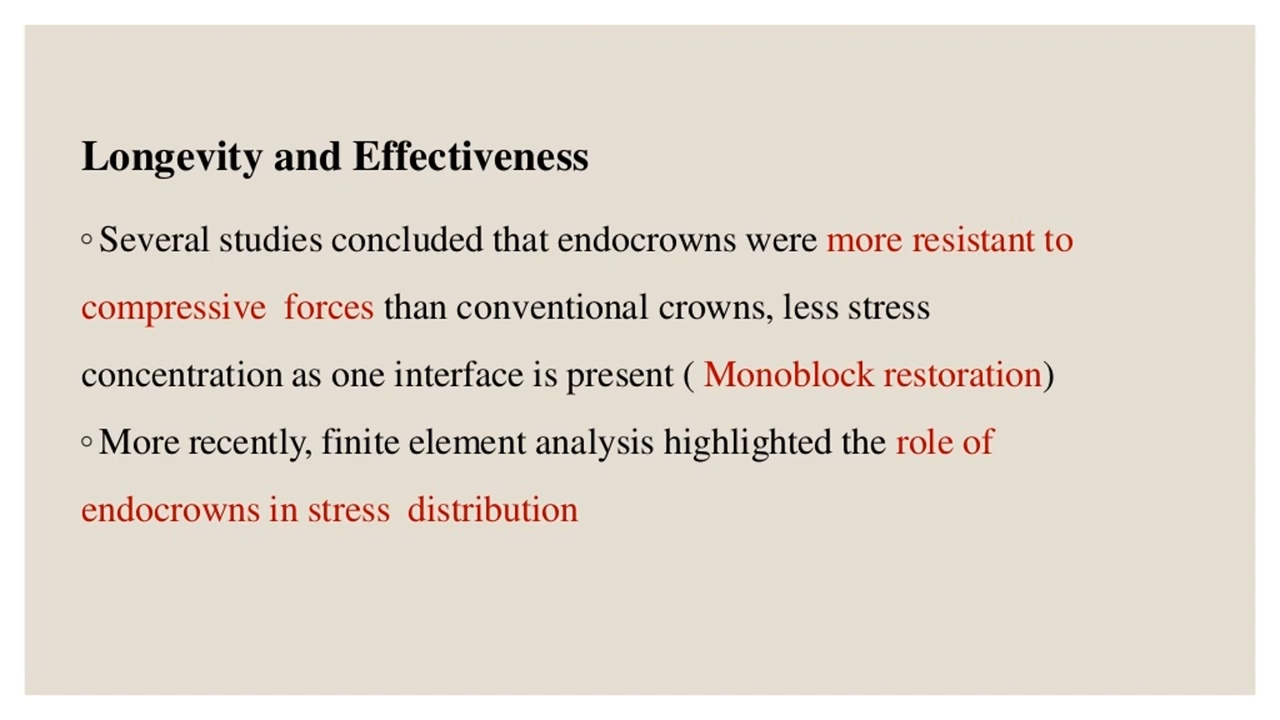 Longevity and Effectiveness
◦Several studies concluded that endocrowns were more resistant to
compressive  forces than conventional crowns, less stress
concentration as one interface is present ( Monoblock restoration)
◦More recently, finite element analysis highlighted the role of
endocrowns in stress  distribution